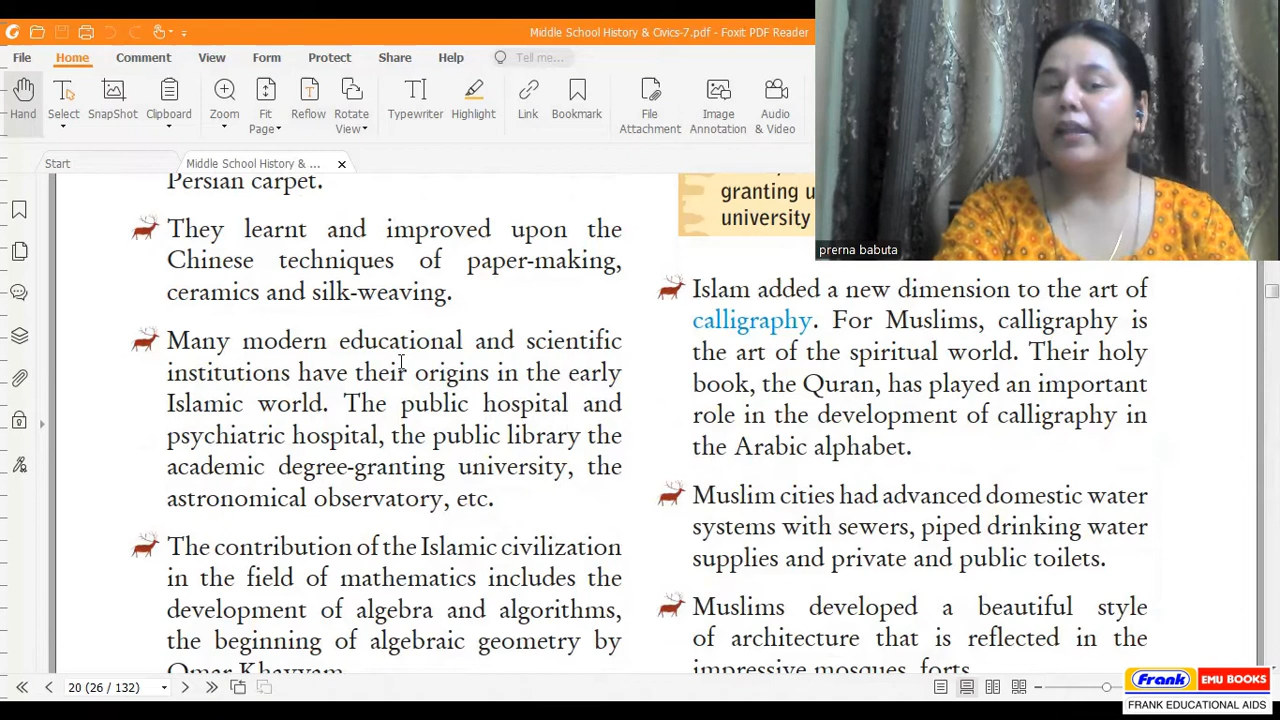 Middle School History & Civics-7.pdf - Foxit PDF Reader
File Home Comment View Form Protect Share Help Tell me...
Hand Select SnapShot Clipboard Zoom Fit Page Reflow Rotate View Typewriter Highlight Link Bookmark File Attachment Image Annotation Audio & Video
Start Middle School History & ...
prerna babuta
Persian carpet.
They learnt and improved upon the
Chinese techniques of paper-making,
ceramics and silk-weaving.
Many modern educational and scientific
institutions have their origins in the early
Islamic world. The public hospital and
psychiatric hospital, the public library the
academic degree-granting university, the
astronomical observatory, etc.
The contribution of the Islamic civilization
in the field of mathematics includes the
development of algebra and algorithms,
the beginning of algebraic geometry by
Omar Khayyam
granting u
university
Islam added a new dimension to the art of
calligraphy. For Muslims, calligraphy is
the art of the spiritual world. Their holy
book, the Quran, has played an important
role in the development of calligraphy in
the Arabic alphabet.
Muslim cities had advanced domestic water
systems with sewers, piped drinking water
supplies and private and public toilets.
Muslims developed a beautiful style
of architecture that is reflected in the
impressive mosques, forts
20 (26 / 132)
Frank EMU BOOKS
FRANK EDUCATIONAL AIDS